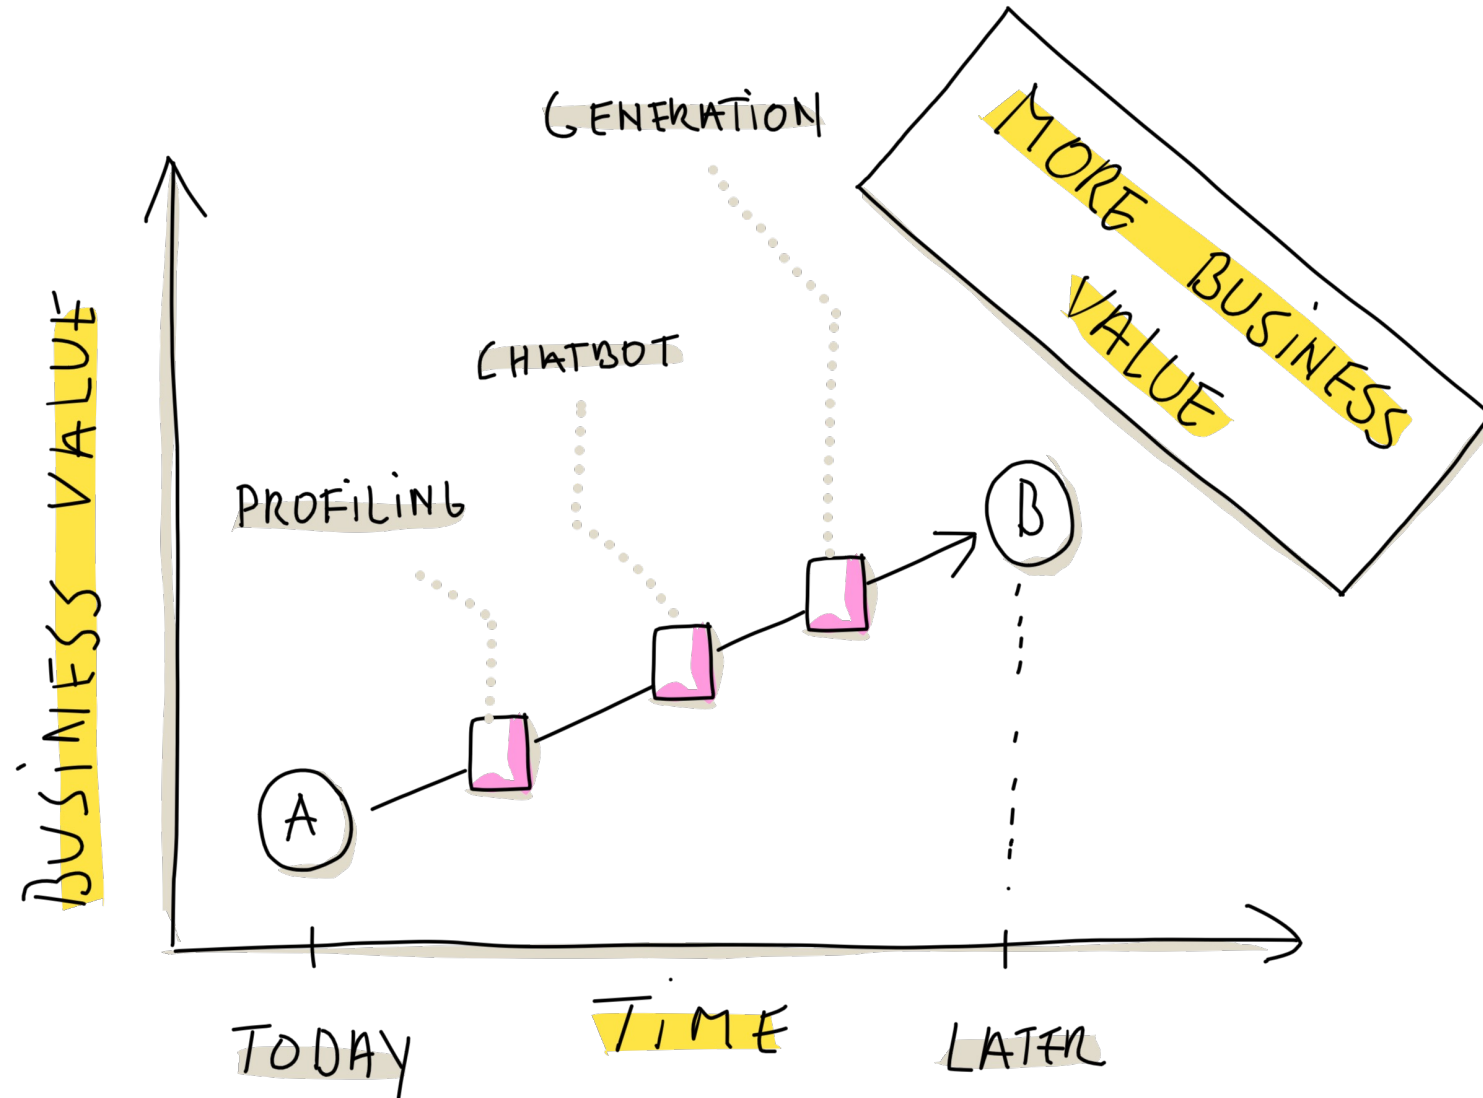 GENERATION
MORE BUSINESS
VALUE
CHATBOT
PROFILING
BUSINESS VALUE
A
B
TODAY
TIME
LATER